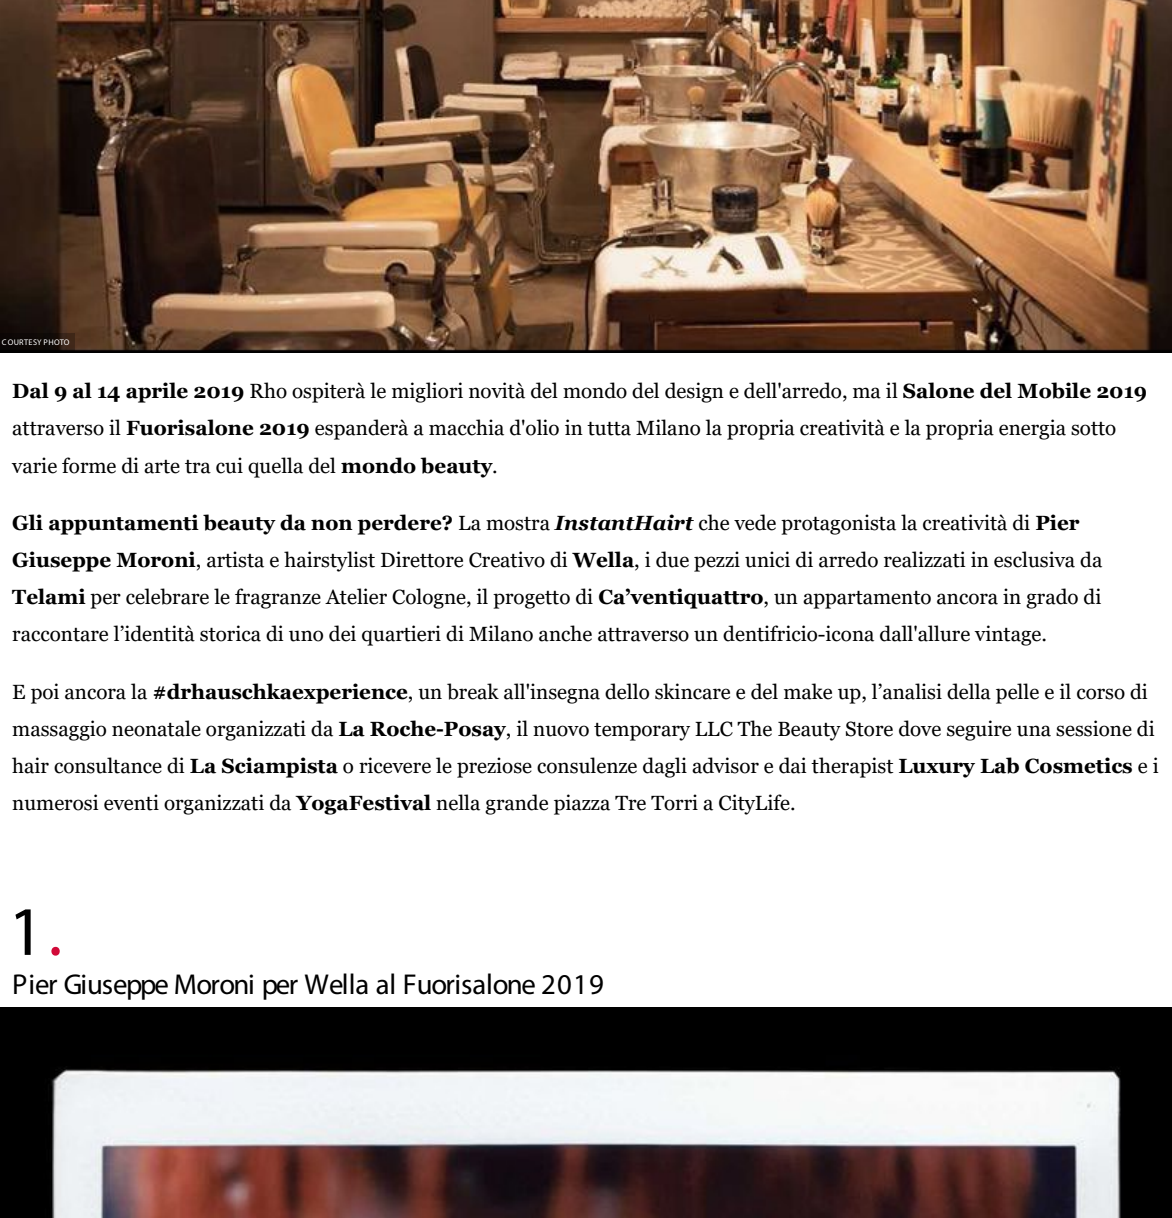 COURTESY PHOTO
Dal 9 al 14 aprile 2019 Rho ospiterà le migliori novità del mondo del design e dell'arredo, ma il Salone del Mobile 2019
attraverso il Fuorisalone 2019 espanderà a macchia d'olio in tutta Milano la propria creatività e la propria energia sotto
varie forme di arte tra cui quella del mondo beauty.
Gli appuntamenti beauty da non perdere? La mostra InstantHairt che vede protagonista la creatività di Pier
Giuseppe Moroni, artista e hairstylist Direttore Creativo di Wella, i due pezzi unici di arredo realizzati in esclusiva da
Telami per celebrare le fragranze Atelier Cologne, il progetto di Ca’ventiquattro, un appartamento ancora in grado di
raccontare l’identità storica di uno dei quartieri di Milano anche attraverso un dentifricio-icona dall'allure vintage.
E poi ancora la #drhauschkaexperience, un break all'insegna dello skincare e del make up, l’analisi della pelle e il corso di
massaggio neonatale organizzati da La Roche-Posay, il nuovo temporary LLC The Beauty Store dove seguire una sessione di
hair consultance di La Sciampista o ricevere le preziose consulenze dagli advisor e dai therapist Luxury Lab Cosmetics e i
numerosi eventi organizzati da YogaFestival nella grande piazza Tre Torri a CityLife.
1.
Pier Giuseppe Moroni per Wella al Fuorisalone 2019